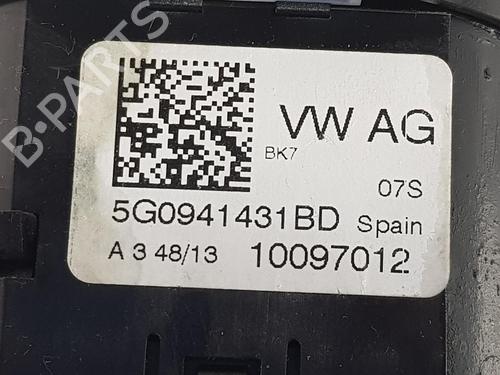 B-PARTS
VW AG
BK7
07S
5G0941431BD Spain
A 3 48/13 10097012